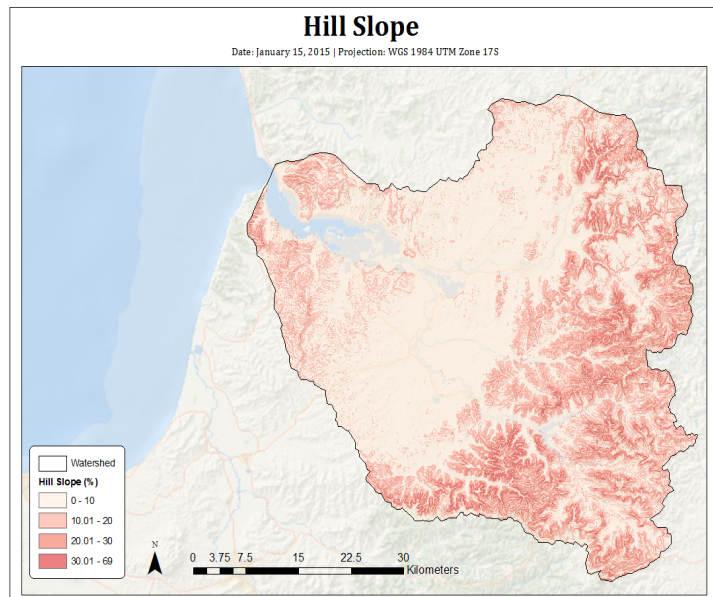 Hill Slope
Date: January 15, 2015 | Projection: WGS 1984 UTM Zone 17S
Watershed
Hill Slope (%)
0 - 10
10.01 - 20
20.01 - 30
30.01 - 69
N
0 3.75 7.5 15 22.5 30
Kilometers